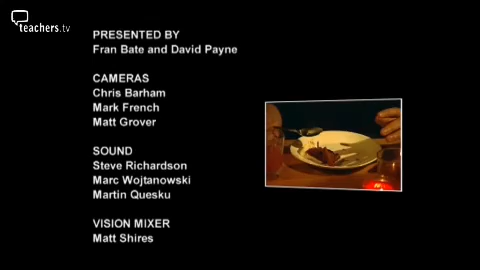 teachers.tv
PRESENTED BY
Fran Bate and David Payne
CAMERAS
Chris Barham
Mark French
Matt Grover
SOUND
Steve Richardson
Marc Wojtanowski
Martin Quesku
VISION MIXER
Matt Shires